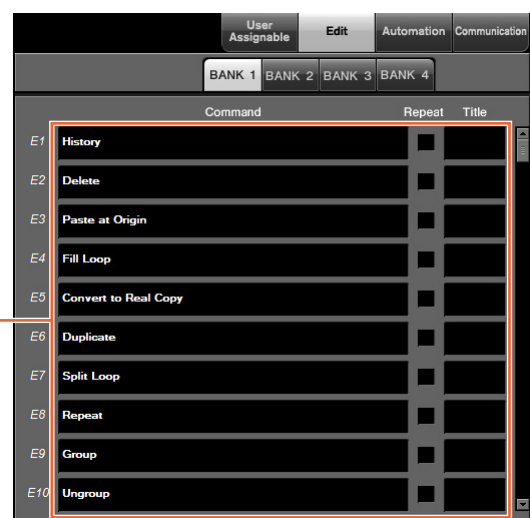 User Assignable Edit Automation Communication
BANK 1 BANK 2 BANK 3 BANK 4
Command Repeat Title
E1 History
E2 Delete
E3 Paste at Origin
E4 Fill Loop
E5 Convert to Real Copy
E6 Duplicate
E7 Split Loop
E8 Repeat
E9 Group
E10 Ungroup